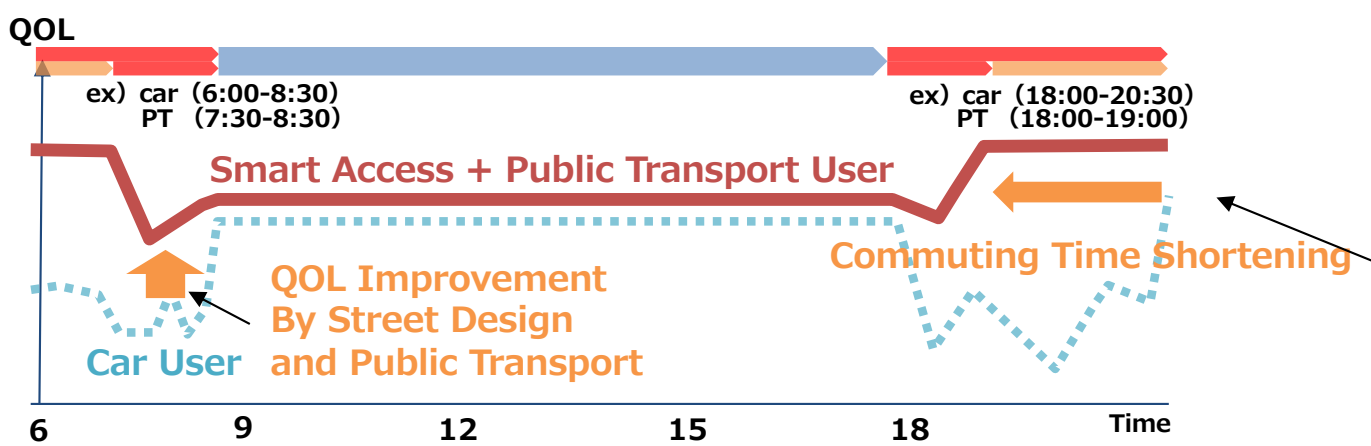 QOL
ex）car（6:00-8:30）
PT （7:30-8:30）
ex）car（18:00-20:30）
PT （18:00-19:00）
Smart Access + Public Transport User
Commuting Time Shortening
QOL Improvement
By Street Design
and Public Transport
Car User
6 9 12 15 18 Time